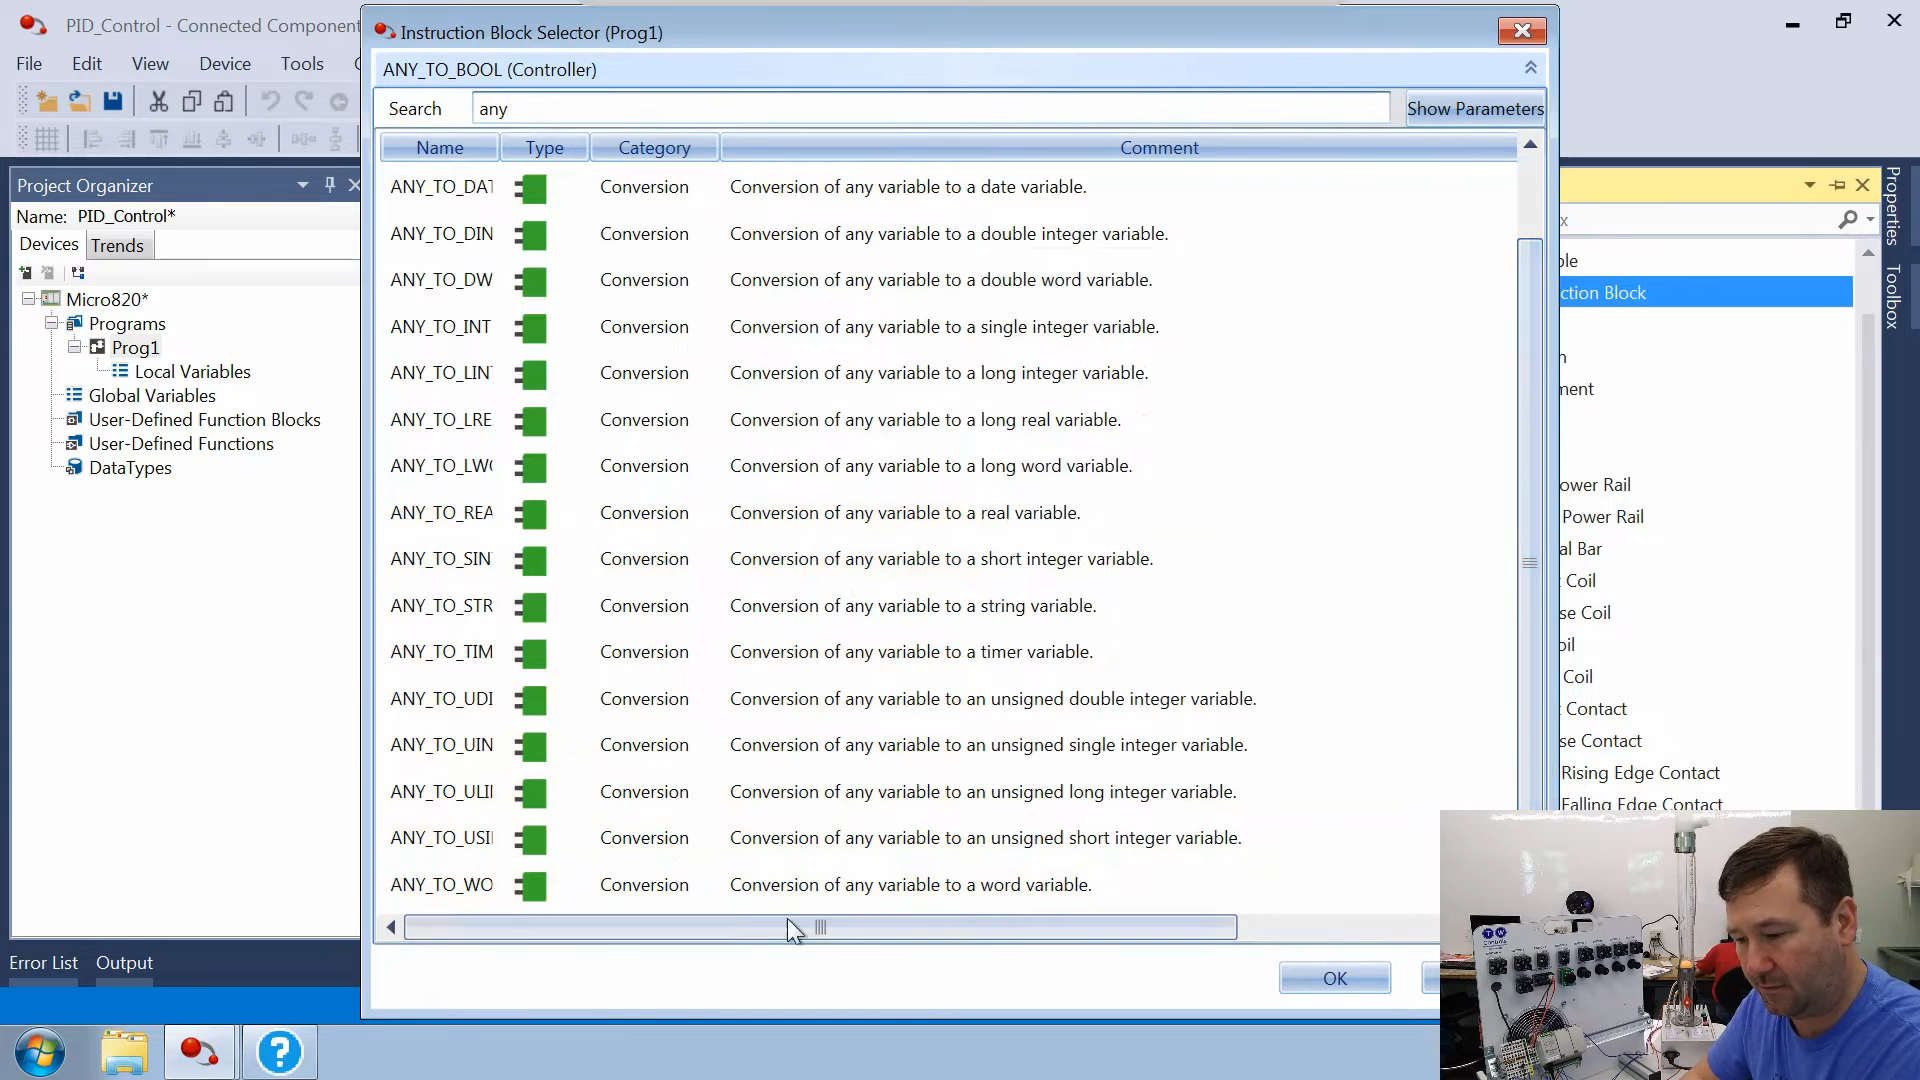 PID_Control - Connected Component
File Edit View Device Tools
Project Organizer
Name: PID_Control*
Devices Trends
Micro820*
Programs
Prog1
Local Variables
Global Variables
User-Defined Function Blocks
User-Defined Functions
DataTypes
Error List Output
Instruction Block Selector (Prog1)
ANY_TO_BOOL (Controller)
Search any Show Parameters
Name Type Category Comment
ANY_TO_DAT Conversion Conversion of any variable to a date variable.
ANY_TO_DIN Conversion Conversion of any variable to a double integer variable.
ANY_TO_DW Conversion Conversion of any variable to a double word variable.
ANY_TO_INT Conversion Conversion of any variable to a single integer variable.
ANY_TO_LIN Conversion Conversion of any variable to a long integer variable.
ANY_TO_LRE Conversion Conversion of any variable to a long real variable.
ANY_TO_LW Conversion Conversion of any variable to a long word variable.
ANY_TO_REA Conversion Conversion of any variable to a real variable.
ANY_TO_SIN Conversion Conversion of any variable to a short integer variable.
ANY_TO_STR Conversion Conversion of any variable to a string variable.
ANY_TO_TIM Conversion Conversion of any variable to a timer variable.
ANY_TO_UDI Conversion Conversion of any variable to an unsigned double integer variable.
ANY_TO_UIN Conversion Conversion of any variable to an unsigned single integer variable.
ANY_TO_ULI Conversion Conversion of any variable to an unsigned long integer variable.
ANY_TO_USI Conversion Conversion of any variable to an unsigned short integer variable.
ANY_TO_WO Conversion Conversion of any variable to a word variable.
OK
x
ble
ction Block
n
ment
ower Rail
Power Rail
al Bar
Coil
se Coil
oil
Coil
Contact
se Contact
Rising Edge Contact
Falling Edge Contact
Properties
Toolbox
T W